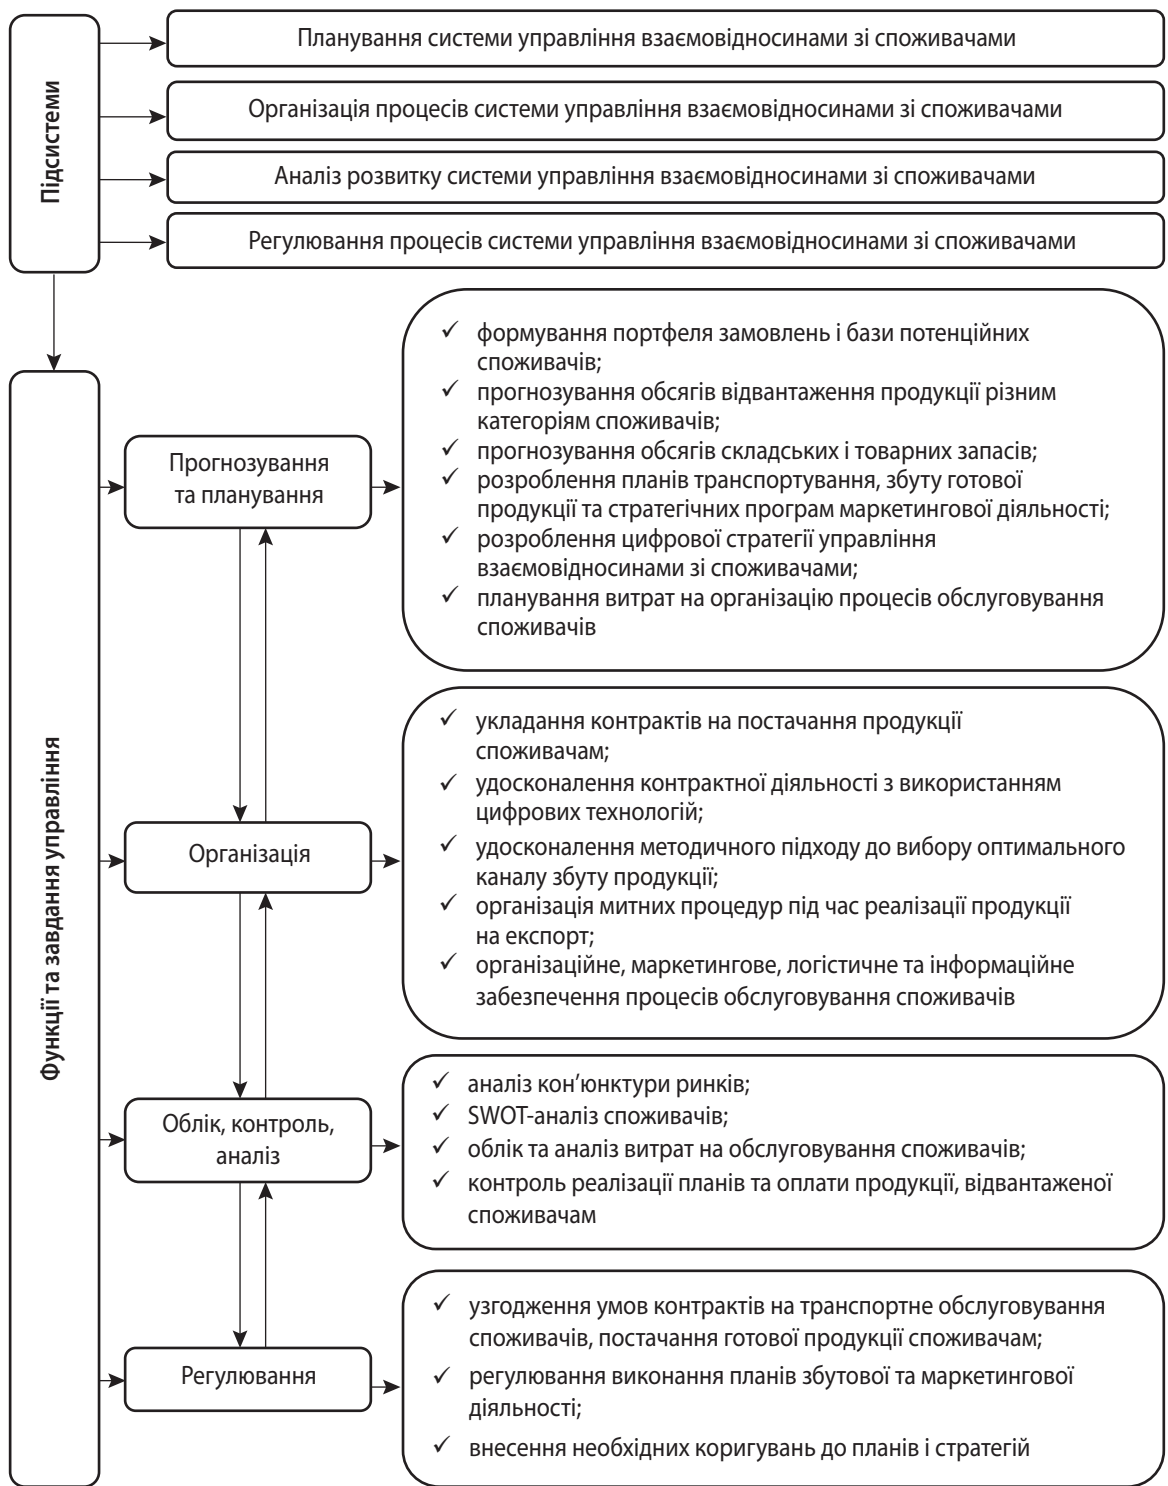 Підсистеми
Планування системи управління взаємовідносинами зі споживачами
Організація процесів системи управління взаємовідносинами зі споживачами
Аналіз розвитку системи управління взаємовідносинами зі споживачами
Регулювання процесів системи управління взаємовідносинами зі споживачами
Функції та завдання управління
Прогнозування
та планування
✓ формування портфеля замовлень і бази потенційних
споживачів;
✓ прогнозування обсягів відвантаження продукції різним
категоріям споживачів;
✓ прогнозування обсягів складських і товарних запасів;
✓ розроблення планів транспортування, збуту готової
продукції та стратегічних програм маркетингової діяльності;
✓ розроблення цифрової стратегії управління
взаємовідносинами зі споживачами;
✓ планування витрат на організацію процесів обслуговування
споживачів
Організація
✓ укладання контрактів на постачання продукції
споживачам;
✓ удосконалення контрактної діяльності з використанням
цифрових технологій;
✓ удосконалення методичного підходу до вибору оптимального
каналу збуту продукції;
✓ організація митних процедур під час реалізації продукції
на експорт;
✓ організаційне, маркетингове, логістичне та інформаційне
забезпечення процесів обслуговування споживачів
Облік, контроль,
аналіз
✓ аналіз кон’юнктури ринків;
✓ SWOT-аналіз споживачів;
✓ облік та аналіз витрат на обслуговування споживачів;
✓ контроль реалізації планів та оплати продукції, відвантаженої
споживачам
Регулювання
✓ узгодження умов контрактів на транспортне обслуговування
споживачів, постачання готової продукції споживачам;
✓ регулювання виконання планів збутової та маркетингової
діяльності;
✓ внесення необхідних коригувань до планів і стратегій